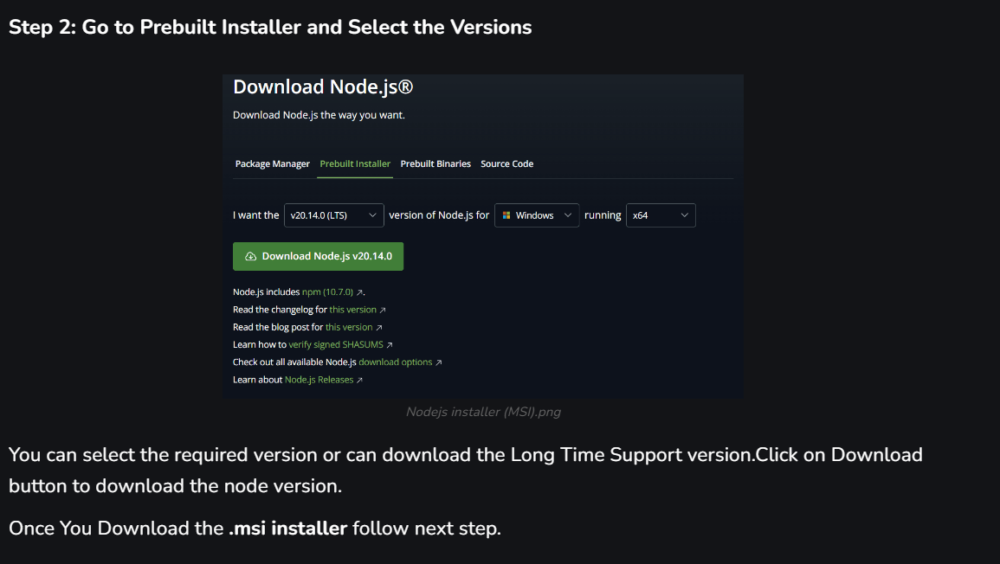 Step 2: Go to Prebuilt Installer and Select the Versions
Download Node.js®
Download Node.js the way you want.
Package Manager Prebuilt Installer Prebuilt Binaries Source Code
I want the v20.14.0 (LTS) version of Node.js for Windows running x64
Download Node.js v20.14.0
Node.js includes npm (10.7.0) ↗.
Read the changelog for this version ↗
Read the blog post for this version ↗
Learn how to verify signed SHASUMS ↗
Check out all available Node.js download options ↗
Learn about Node.js Releases ↗
Nodejs installer (MSI).png
You can select the required version or can download the Long Time Support version.Click on Download
button to download the node version.
Once You Download the .msi installer follow next step.